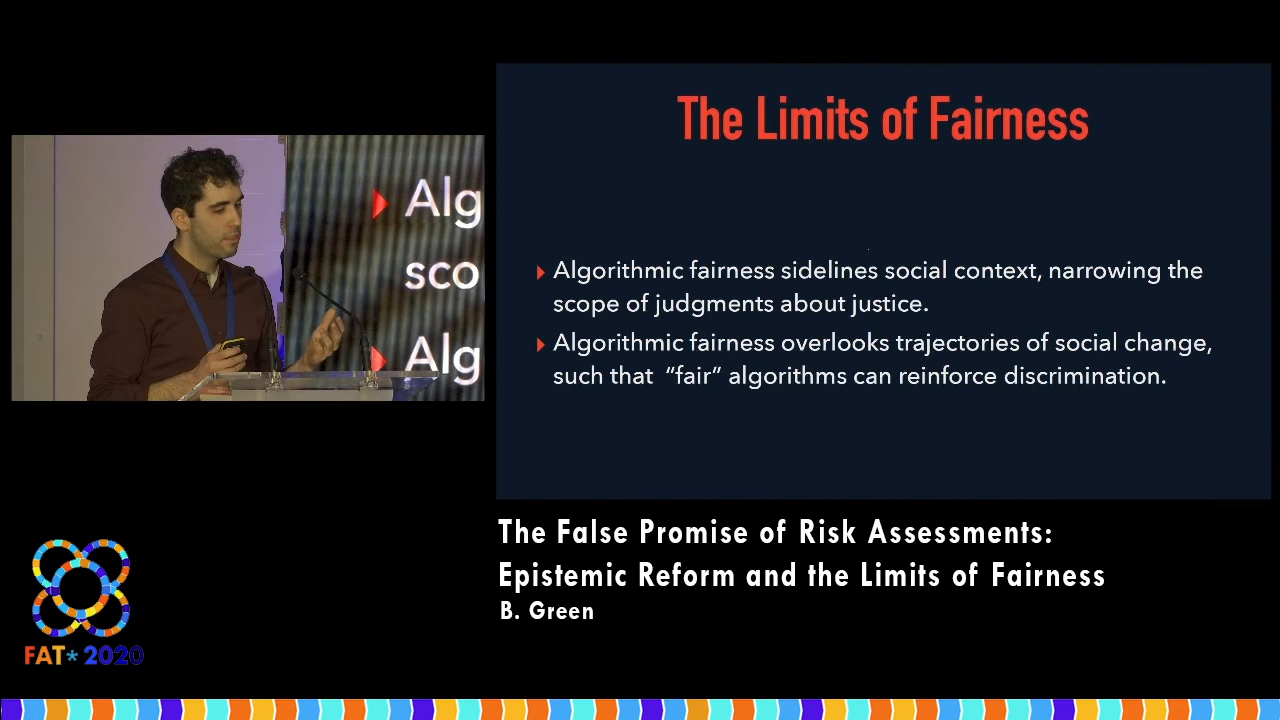 The Limits of Fairness
Algorithmic fairness sidelines social context, narrowing the
scope of judgments about justice.
Algorithmic fairness overlooks trajectories of social change,
such that “fair” algorithms can reinforce discrimination.
Alg
sco
Alg
The False Promise of Risk Assessments:
Epistemic Reform and the Limits of Fairness
B. Green
FAT* 2020